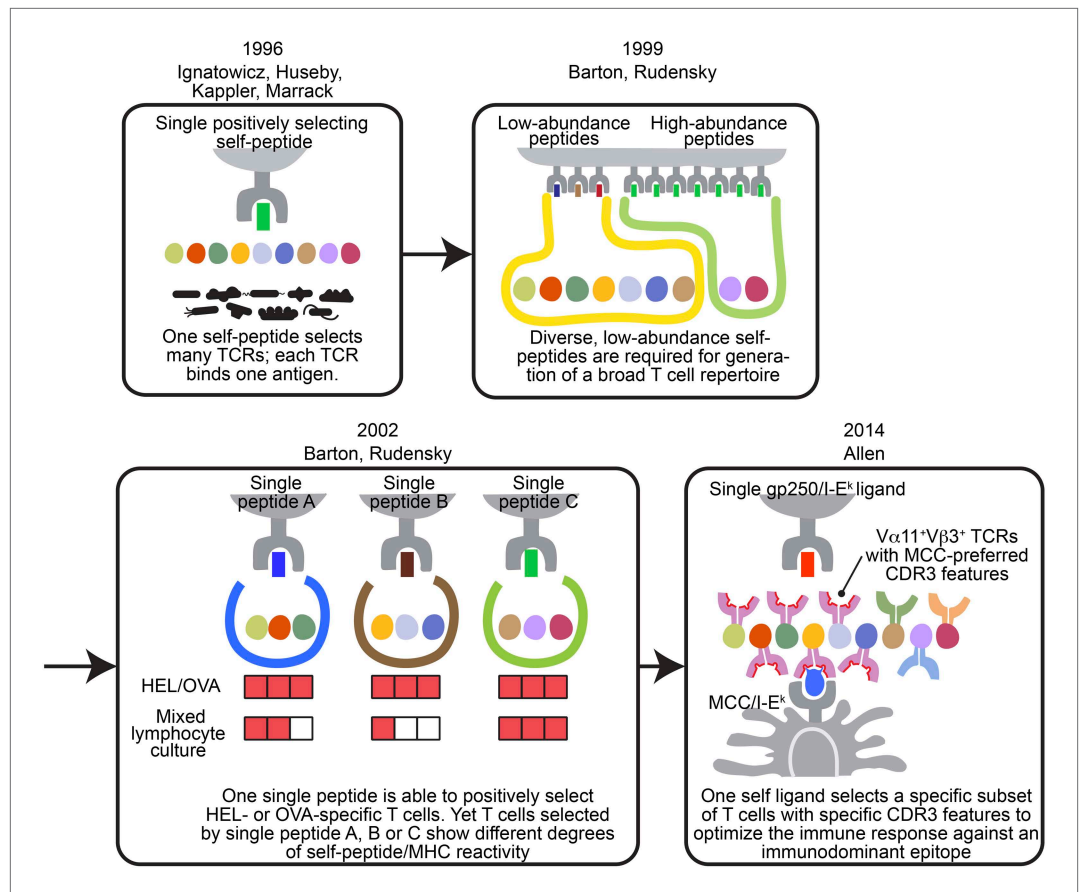 1996
Ignatowicz, Huseby,
Kappler, Marrack
Single positively selecting
self-peptide
One self-peptide selects
many TCRs; each TCR
binds one antigen.
1999
Barton, Rudensky
Low-abundance
peptides
High-abundance
peptides
Diverse, low-abundance self-
peptides are required for genera-
tion of a broad T cell repertoire
2002
Barton, Rudensky
Single
peptide A
Single
peptide B
Single
peptide C
HEL/OVA
Mixed
lymphocyte
culture
One single peptide is able to positively select
HEL- or OVA-specific T cells. Yet T cells selected
by single peptide A, B or C show different degrees
of self-peptide/MHC reactivity
2014
Allen
Single gp250/I-Eᵏ ligand
Vα11⁺Vβ3⁺ TCRs
with MCC-preferred
CDR3 features
MCC/I-Eᵏ
One self ligand selects a specific subset
of T cells with specific CDR3 features to
optimize the immune response against an
immunodominant epitope